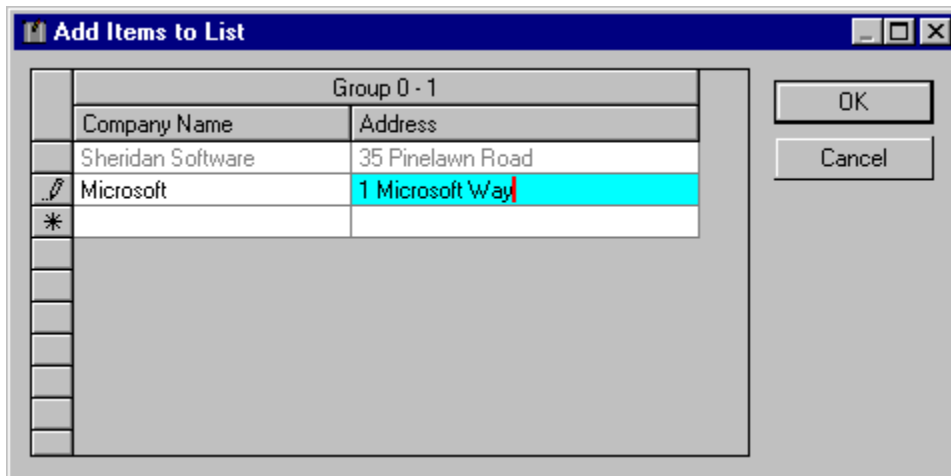 Add Items to List
Group 0 - 1
Company Name Address
Sheridan Software 35 Pinelawn Road
Microsoft 1 Microsoft Way
OK
Cancel